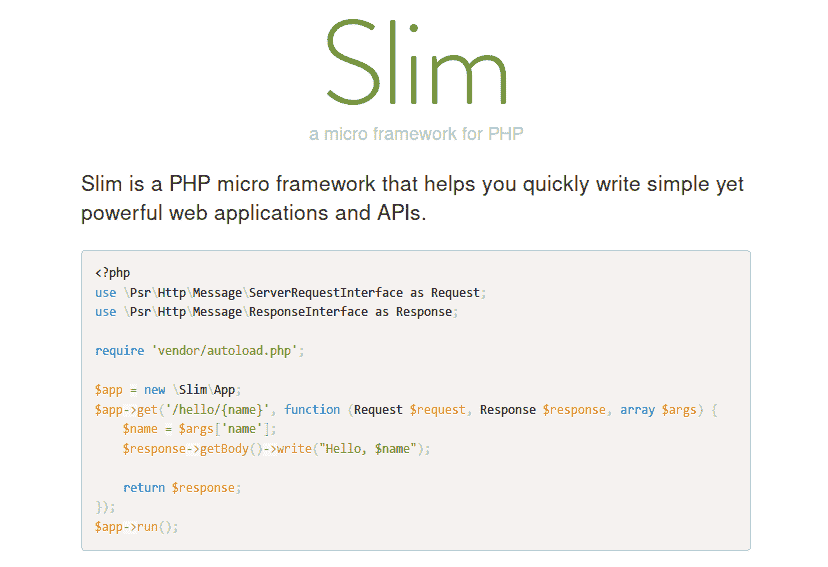 Slim
a micro framework for PHP
Slim is a PHP micro framework that helps you quickly write simple yet
powerful web applications and APIs.
<?php
use \Psr\Http\Message\ServerRequestInterface as Request;
use \Psr\Http\Message\ResponseInterface as Response;
require 'vendor/autoload.php';
$app = new \Slim\App;
$app->get('/hello/{name}', function (Request $request, Response $response, array $args) {
    $name = $args['name'];
    $response->getBody()->write("Hello, $name");
    return $response;
});
$app->run();